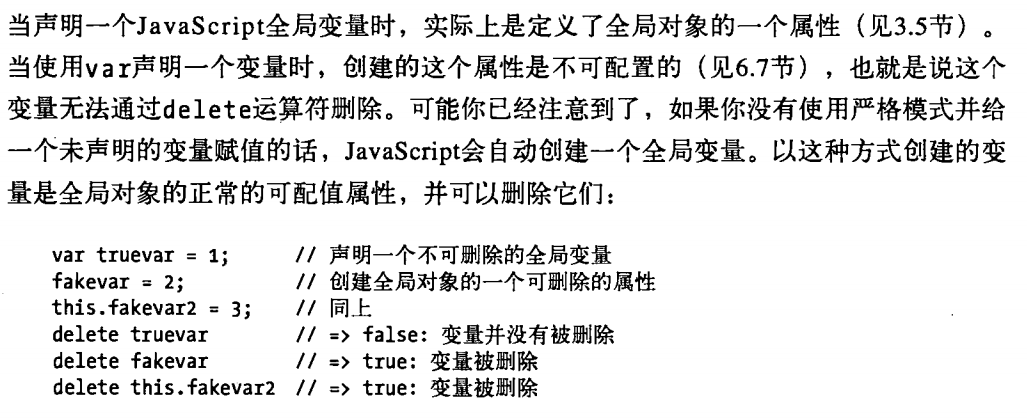 当声明一个JavaScript全局变量时，实际上是定义了全局对象的一个属性（见3.5节）。
当使用var声明一个变量时，创建的这个属性是不可配置的（见6.7节），也就是说这个
变量无法通过delete运算符删除。可能你已经注意到了，如果你没有使用严格模式并给
一个未声明的变量赋值的话，JavaScript会自动创建一个全局变量。以这种方式创建的变
量是全局对象的正常的可配值属性，并可以删除它们：
var truevar = 1; // 声明一个不可删除的全局变量
fakevar = 2; // 创建全局对象的一个可删除的属性
this.fakevar2 = 3; // 同上
delete truevar // => false: 变量并没有被删除
delete fakevar // => true: 变量被删除
delete this.fakevar2 // => true: 变量被删除